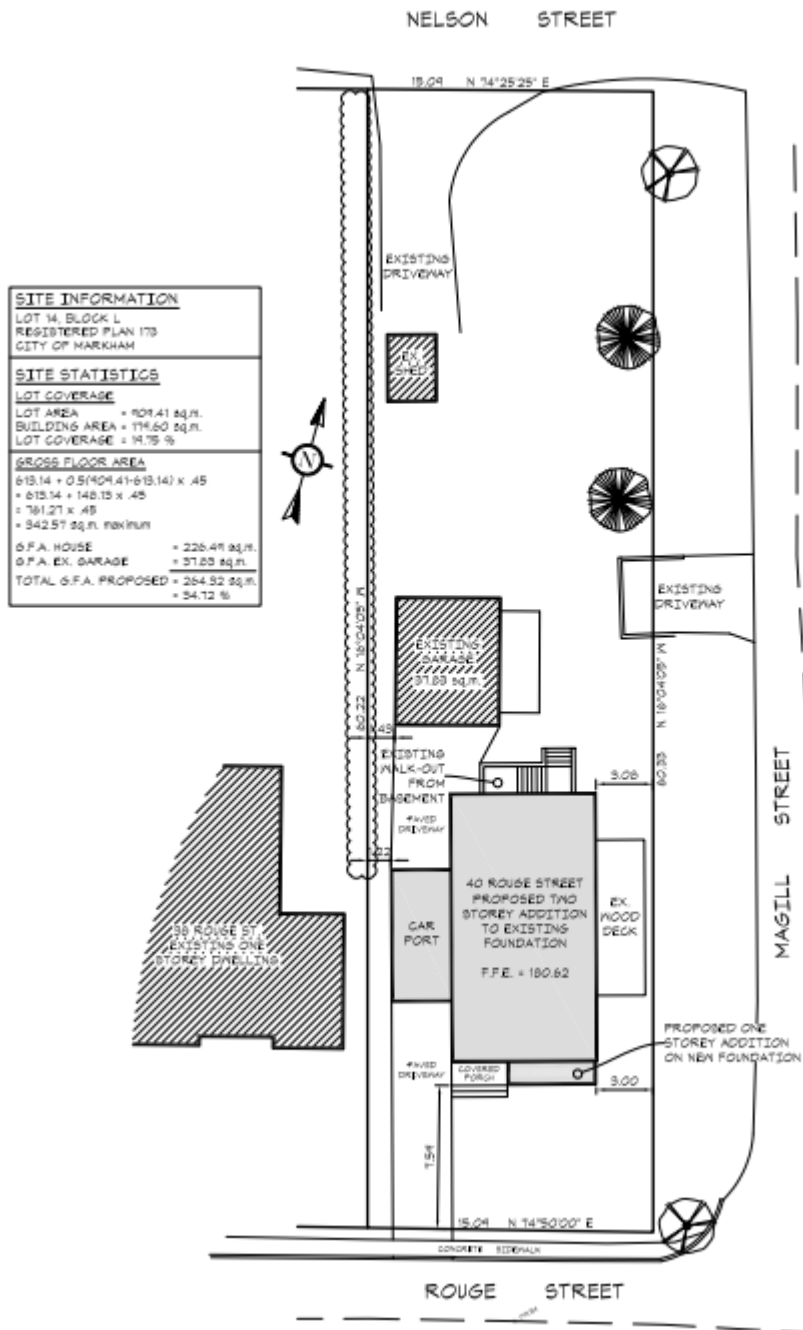 NELSON STREET
15.09 N 74°25'25" E
EXISTING
DRIVEWAY
EX.
SHED
SITE INFORMATION
LOT 14, BLOCK L
REGISTERED PLAN 173
CITY OF MARKHAM
SITE STATISTICS
LOT COVERAGE
LOT AREA = 909.41 sq.m.
BUILDING AREA = 179.60 sq.m.
LOT COVERAGE = 19.75 %
GROSS FLOOR AREA
613.14 + 0.5(909.41-613.14) x .45
= 613.14 + 148.13 x .45
= 761.27 x .45
= 342.57 sq.m. maximum
G.F.A. HOUSE = 226.49 sq.m.
G.F.A. EX. GARAGE = 37.83 sq.m.
TOTAL G.F.A. PROPOSED = 264.32 sq.m.
= 34.72 %
N
EXISTING
DRIVEWAY
60.22 N 16°04'05" W
EXISTING
GARAGE
37.83 sq.m.
60.33 N 16°04'05" W
EXISTING
WALK-OUT
FROM
BASEMENT
3.08
PAVED
DRIVEWAY
MAGILL STREET
38 ROUGE ST.
EXISTING ONE
STOREY DWELLING
CAR
PORT
40 ROUGE STREET
PROPOSED TWO
STOREY ADDITION
TO EXISTING
FOUNDATION
F.F.E. = 180.62
EX.
WOOD
DECK
PROPOSED ONE
STOREY ADDITION
ON NEW FOUNDATION
PAVED
DRIVEWAY
COVERED
PORCH
3.00
7.59
15.09 N 74°50'00" E
CONCRETE SIDEWALK
ROUGE STREET